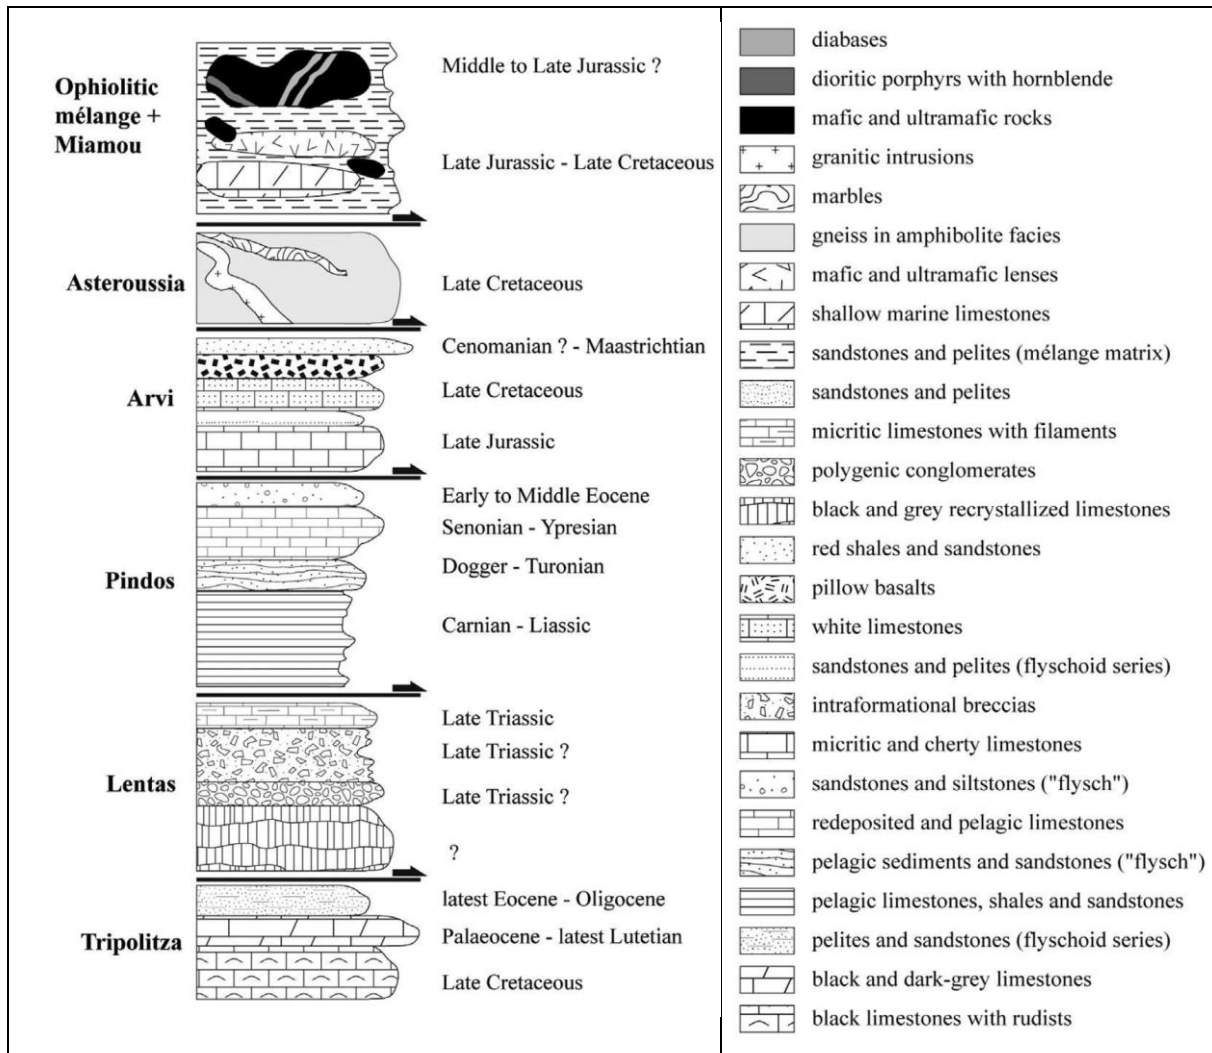 Ophiolitic
mélange +
Miamou
Middle to Late Jurassic ?
Late Jurassic - Late Cretaceous
Asteroussia
Late Cretaceous
Arvi
Cenomanian ? - Maastrichtian
Late Cretaceous
Late Jurassic
Pindos
Early to Middle Eocene
Senonian - Ypresian
Dogger - Turonian
Carnian - Liassic
Lentas
Late Triassic
Late Triassic ?
Late Triassic ?
?
Tripolitza
latest Eocene - Oligocene
Palaeocene - latest Lutetian
Late Cretaceous
diabases
dioritic porphyrs with hornblende
mafic and ultramafic rocks
granitic intrusions
marbles
gneiss in amphibolite facies
mafic and ultramafic lenses
shallow marine limestones
sandstones and pelites (mélange matrix)
sandstones and pelites
micritic limestones with filaments
polygenic conglomerates
black and grey recrystallized limestones
red shales and sandstones
pillow basalts
white limestones
sandstones and pelites (flyschoid series)
intraformational breccias
micritic and cherty limestones
sandstones and siltstones ("flysch")
redeposited and pelagic limestones
pelagic sediments and sandstones ("flysch")
pelagic limestones, shales and sandstones
pelites and sandstones (flyschoid series)
black and dark-grey limestones
black limestones with rudists